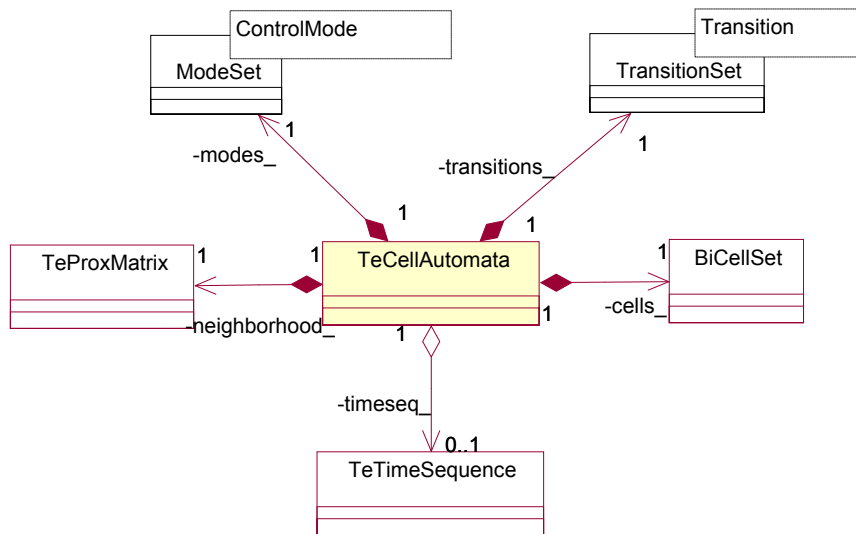 ControlMode
Transition
ModeSet
TransitionSet
1
1
-modes_
-transitions_
1
1
TeProxMatrix
1
1
TeCellAutomata
1
BiCellSet
-neighborhood_
1
1
-cells_
-timeseq_
0..1
TeTimeSequence